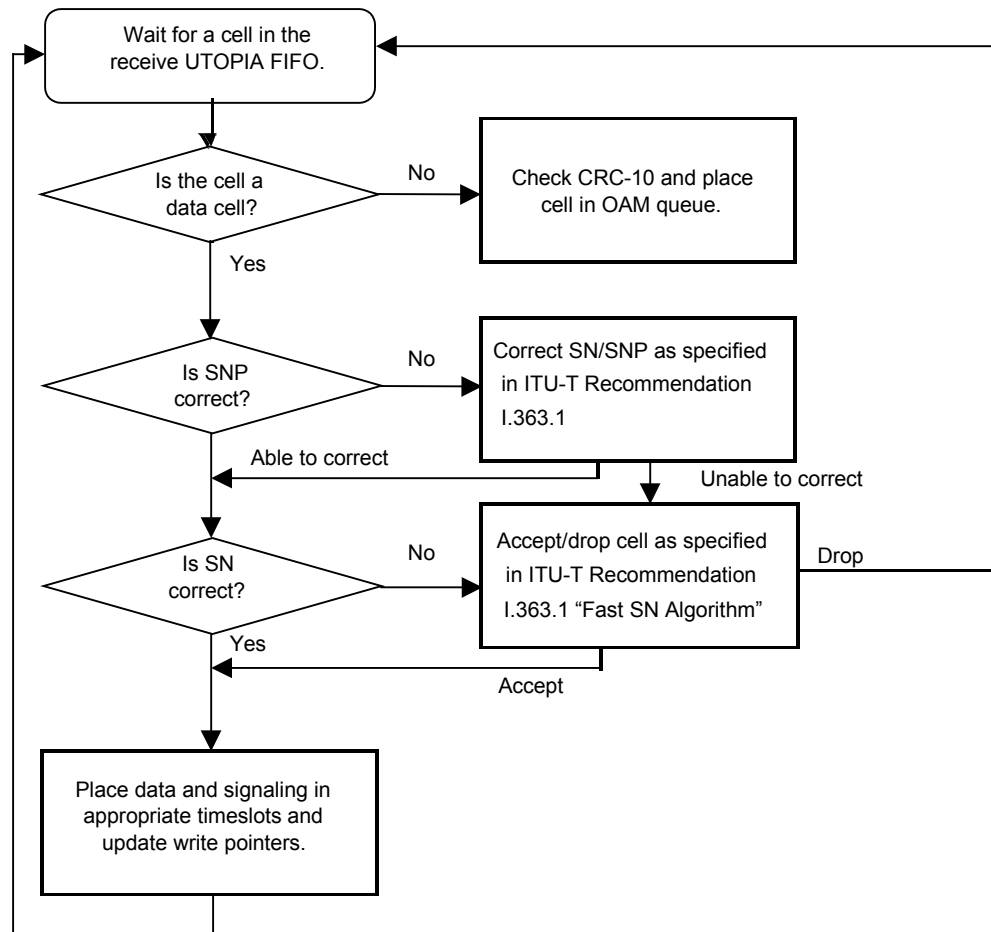 Wait for a cell in the
receive UTOPIA FIFO.
Is the cell a
data cell?
No
Check CRC-10 and place
cell in OAM queue.
Yes
Is SNP
correct?
No
Correct SN/SNP as specified
in ITU-T Recommendation
I.363.1
Able to correct
Unable to correct
Is SN
correct?
No
Accept/drop cell as specified
in ITU-T Recommendation
I.363.1 “Fast SN Algorithm”
Drop
Yes
Accept
Place data and signaling in
appropriate timeslots and
update write pointers.